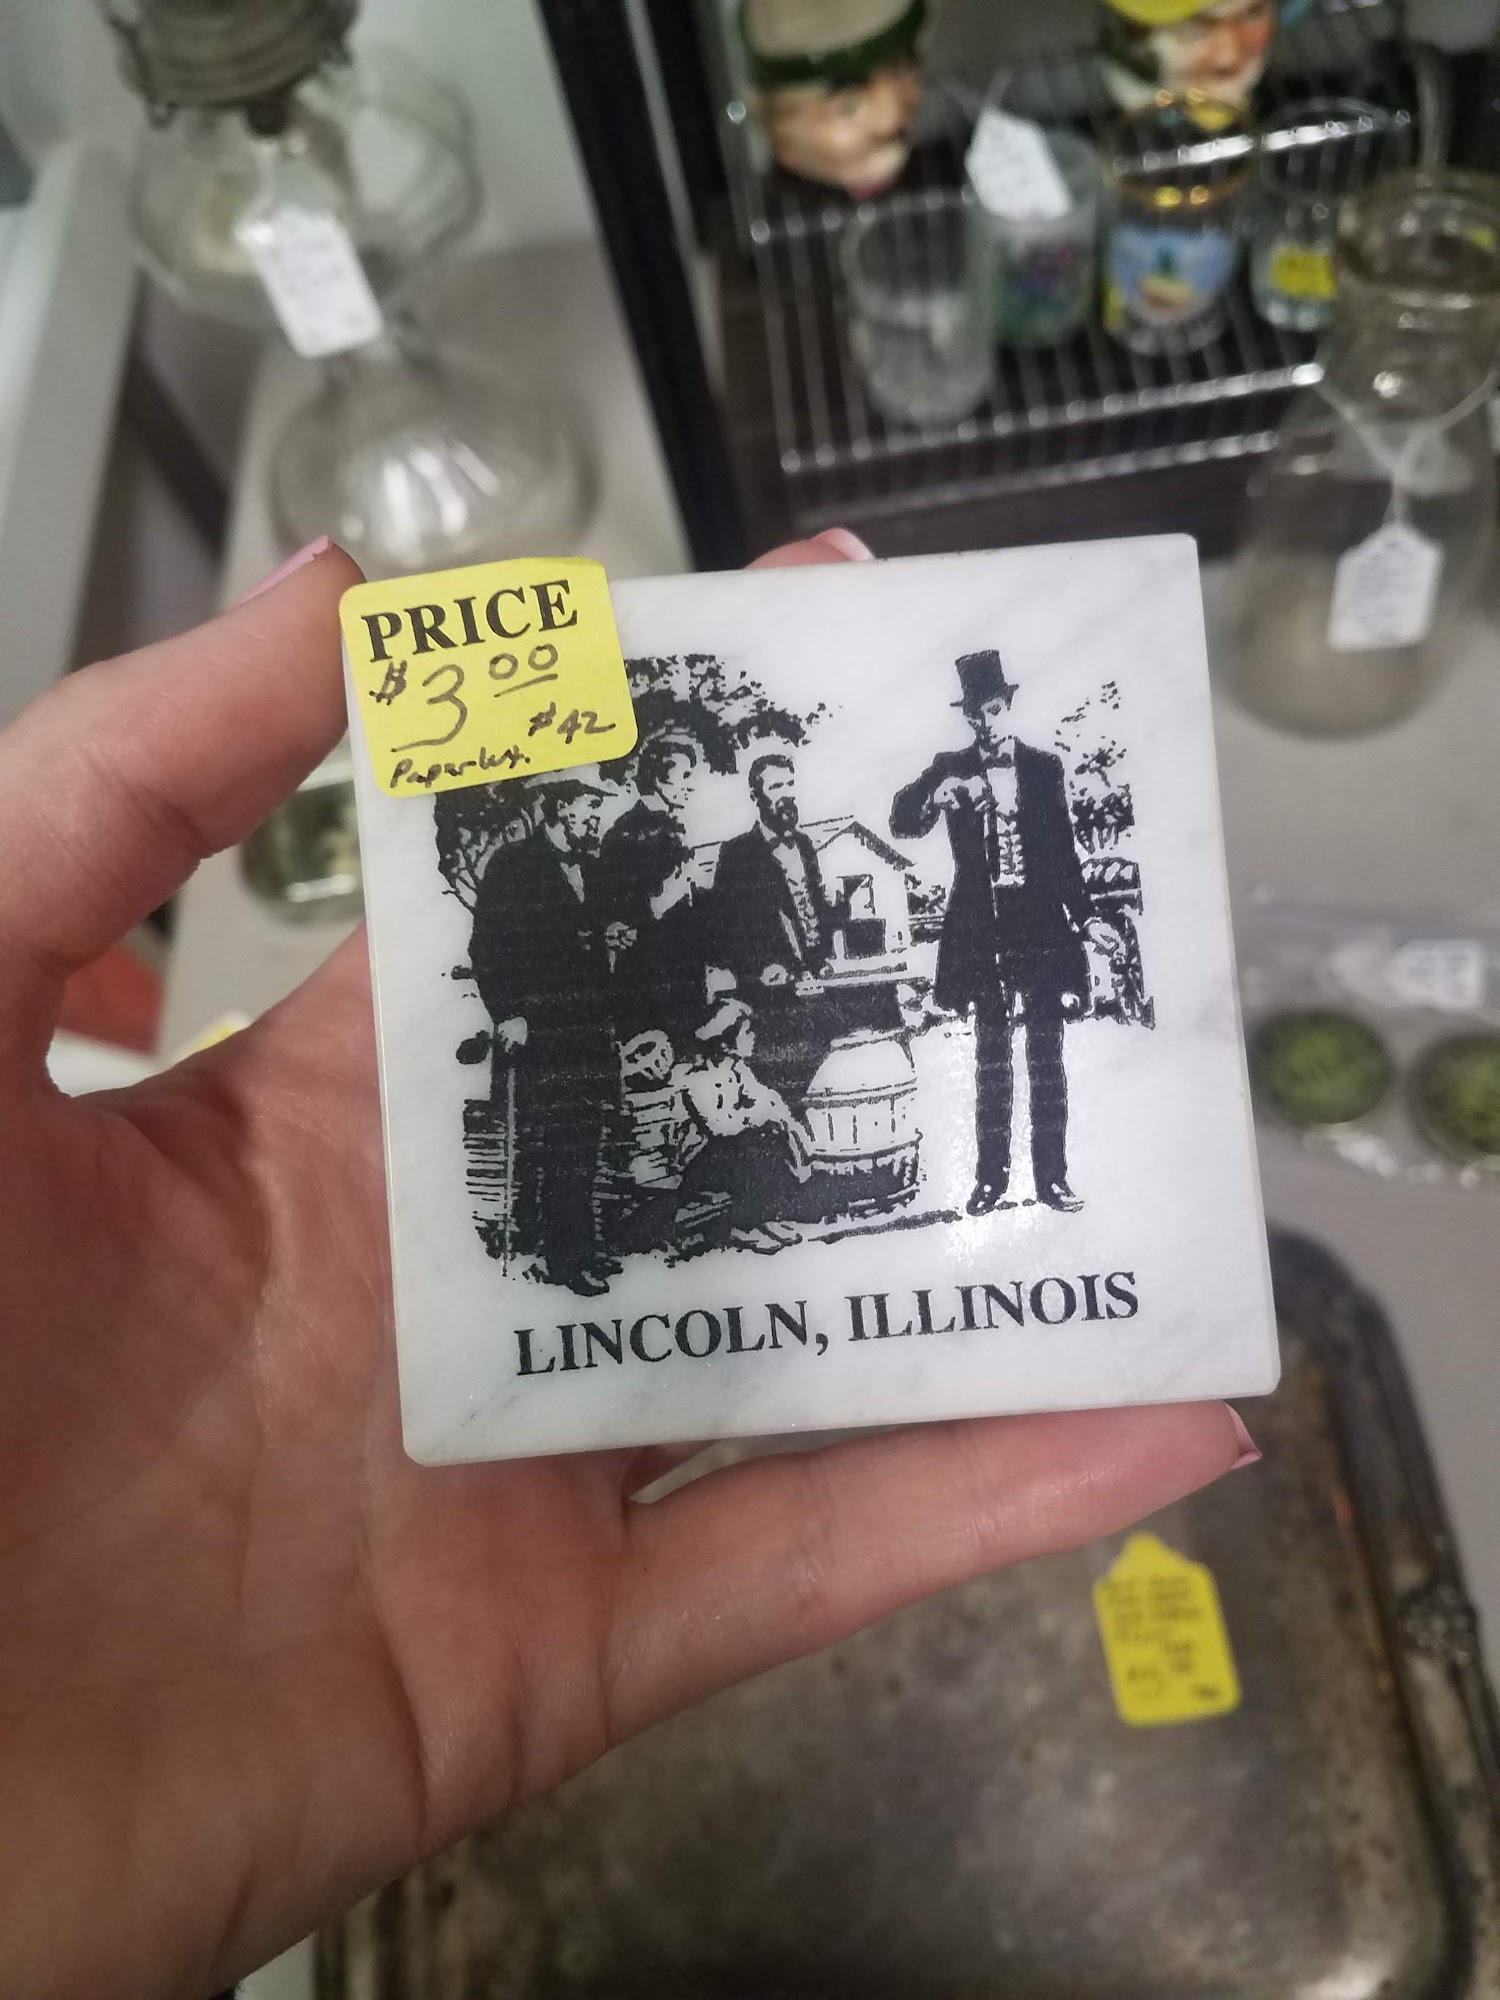 PRICE
$3.00
#42
Paperwt.
LINCOLN, ILLINOIS